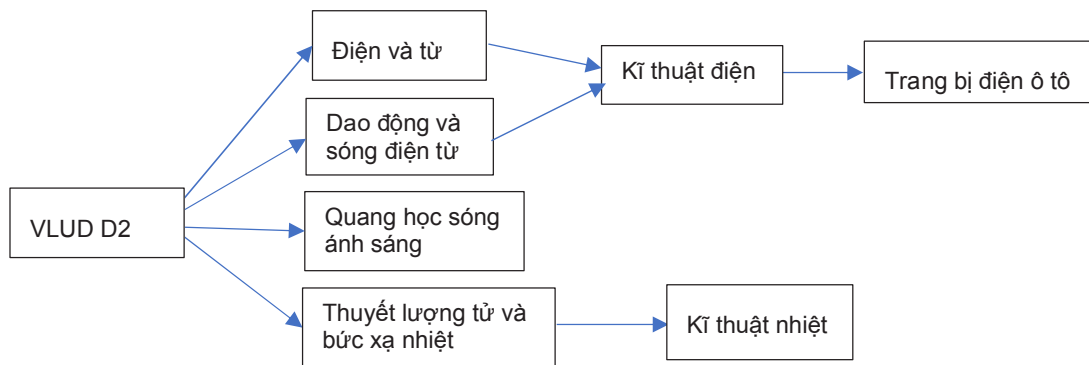 Điện và từ
Kĩ thuật điện
Trang bị điện ô tô
Dao động và
sóng điện từ
VLUD D2
Quang học sóng
ánh sáng
Thuyết lượng tử và
bức xạ nhiệt
Kĩ thuật nhiệt